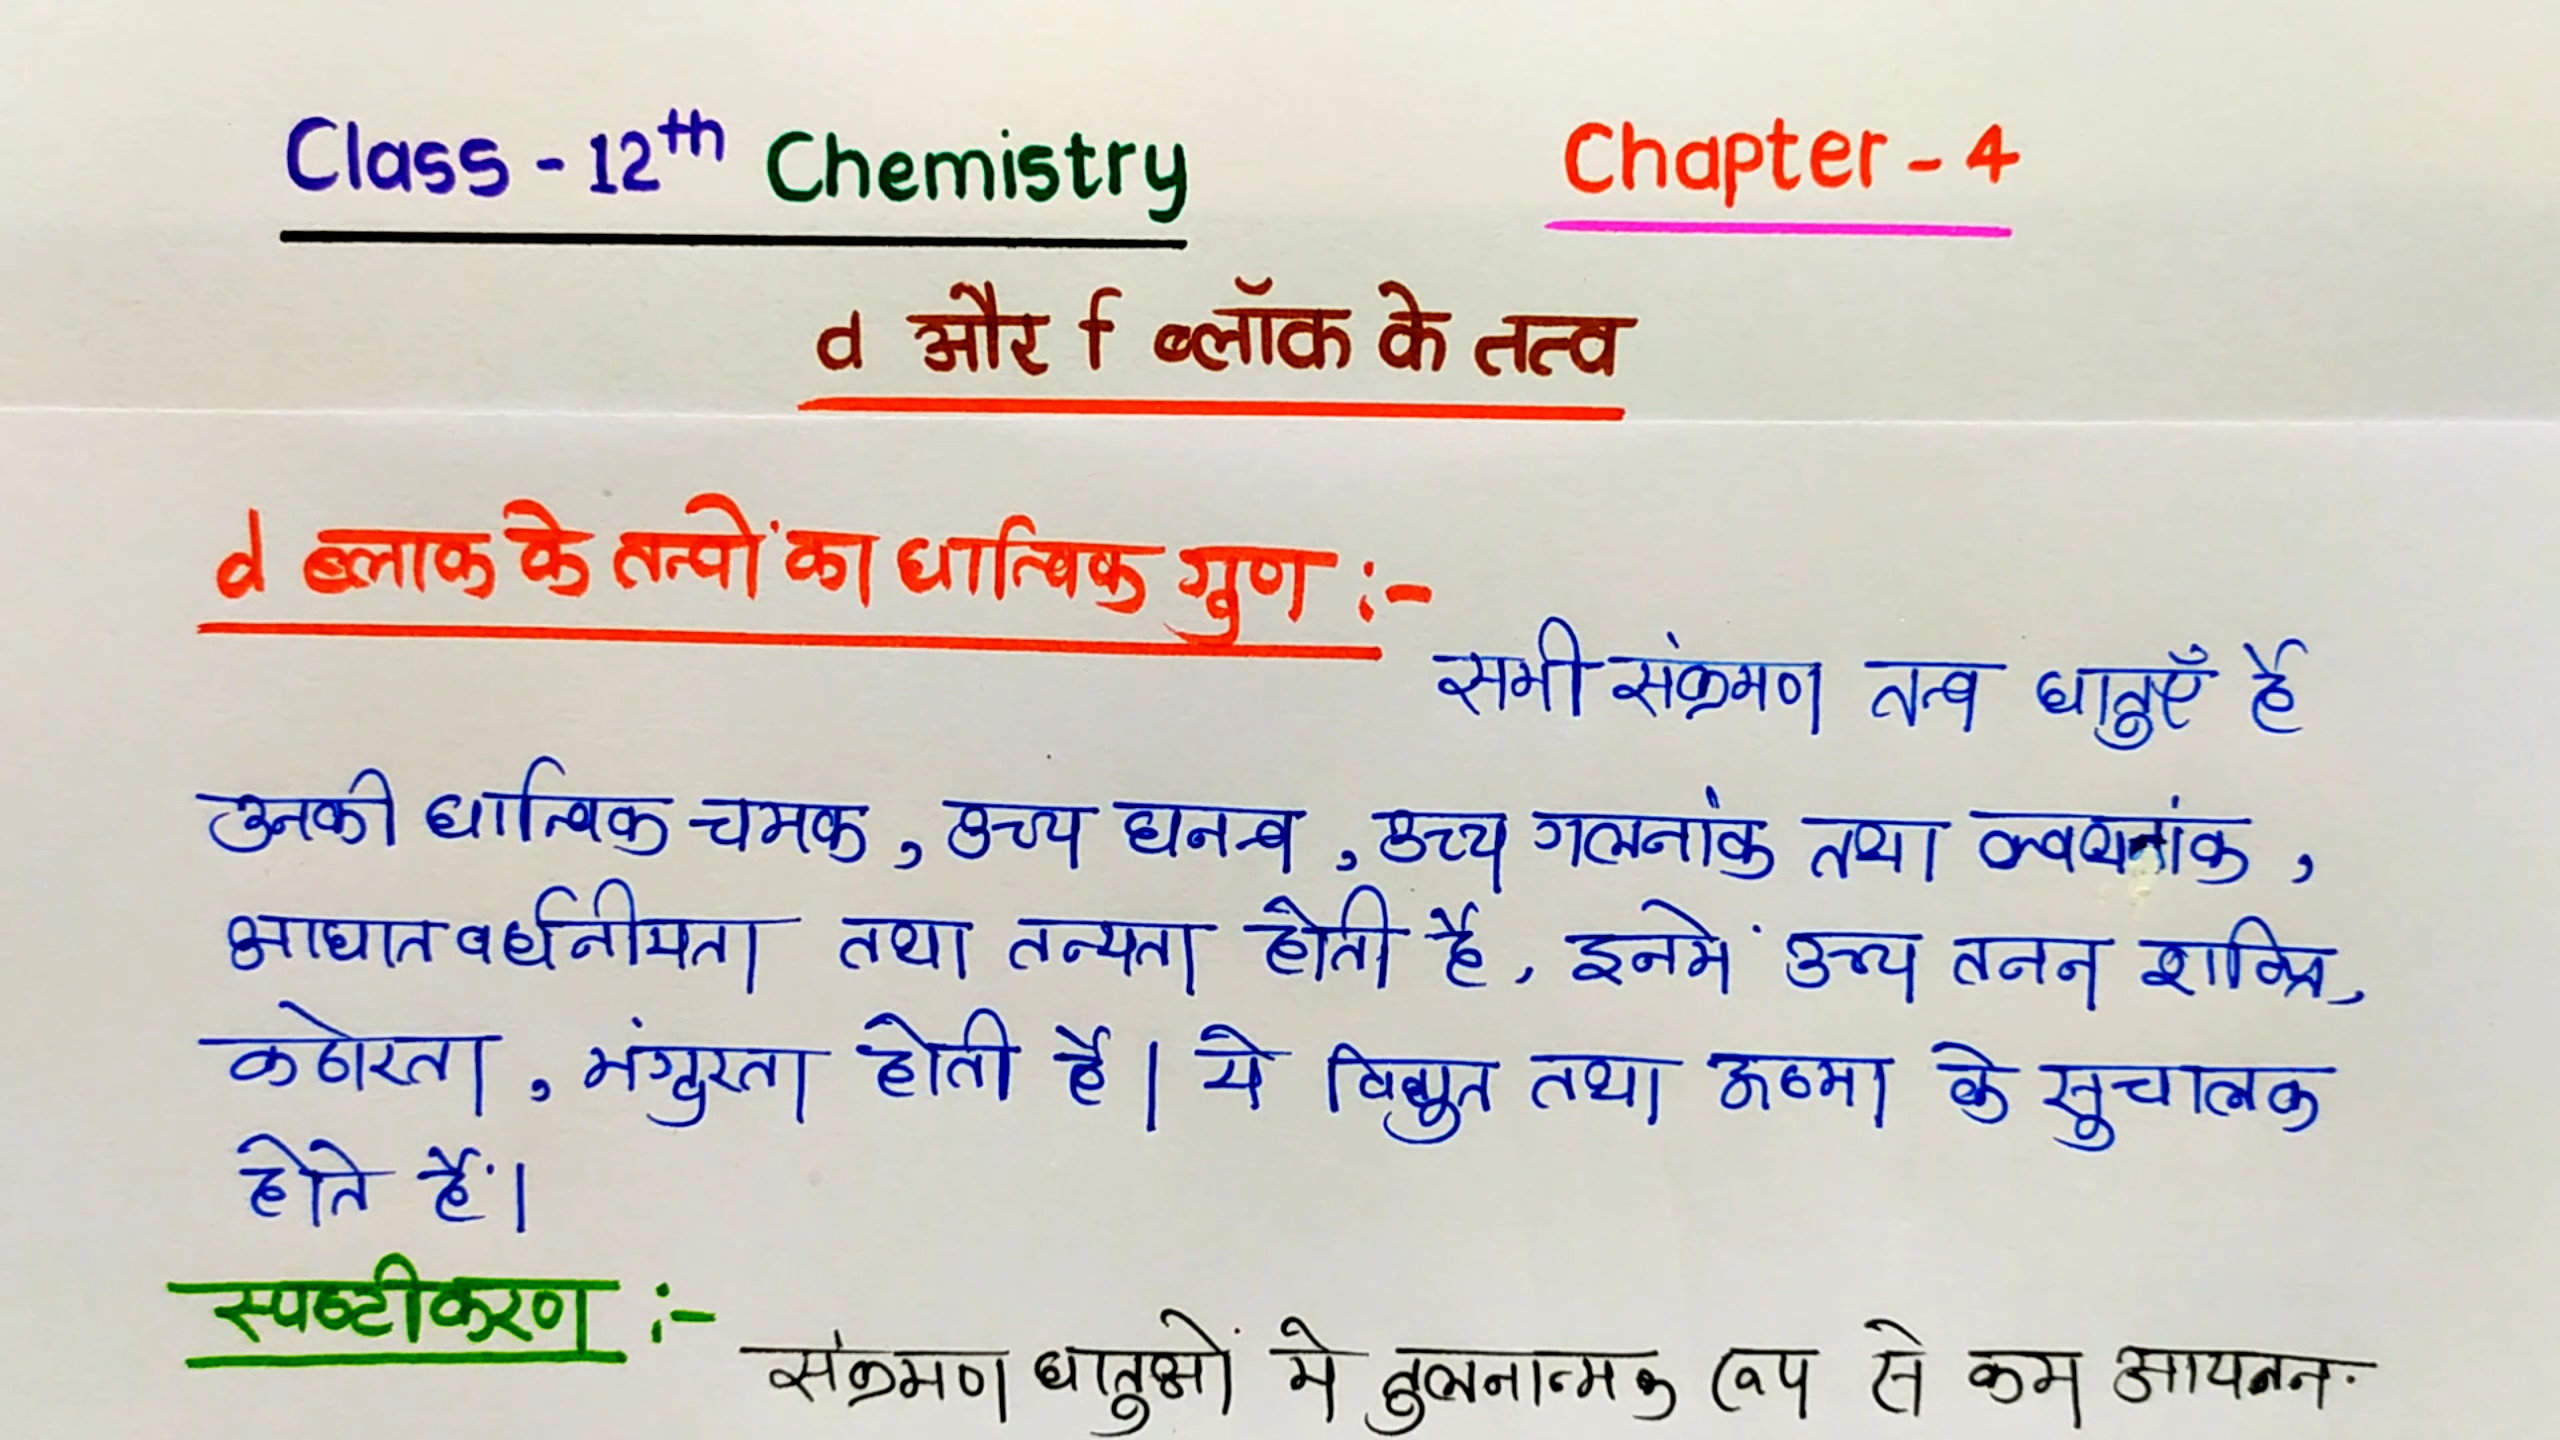 Class - 12th Chemistry Chapter - 4
d और f ब्लॉक के तत्व
d ब्लाक के तत्वों का धात्विक गुण :-
सभी संक्रमण तत्व धातुएँ हैं
उनकी धात्विक चमक, उच्च घनत्व, उच्च गलनांक तथा क्वथनांक,
आघातवर्धनीयता तथा तन्यता होती है, इनमें उच्च तनन शक्ति,
कठोरता, भंगुरता होती है। ये विद्युत तथा ऊष्मा के सुचालक
होते हैं।
स्पष्टीकरण :-
संक्रमण धातुओं में तुलनात्मक रूप से कम आयनन